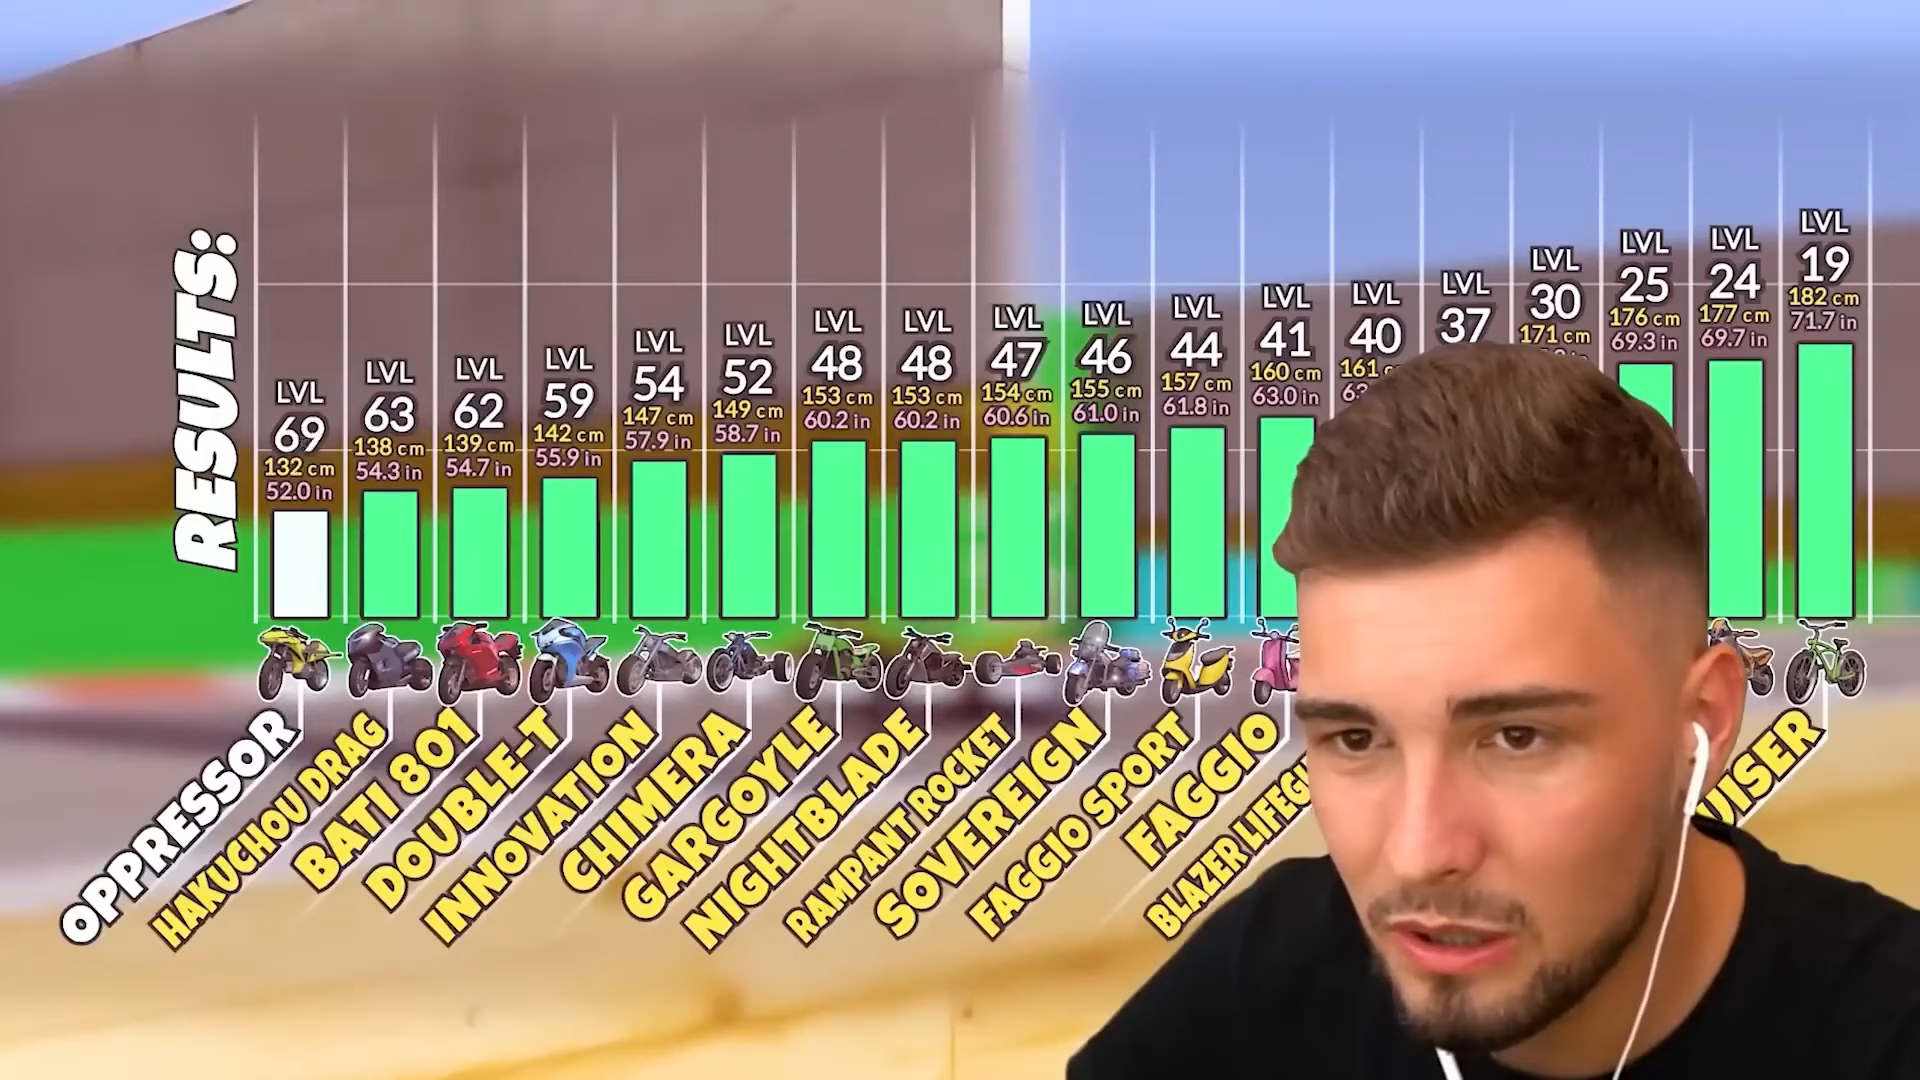 RESULTS:
LVL
69
132 cm
52.0 in
LVL
63
138 cm
54.3 in
LVL
62
139 cm
54.7 in
LVL
59
142 cm
55.9 in
LVL
54
147 cm
57.9 in
LVL
52
149 cm
58.7 in
LVL
48
153 cm
60.2 in
LVL
48
153 cm
60.2 in
LVL
47
154 cm
60.6 in
LVL
46
155 cm
61.0 in
LVL
44
157 cm
61.8 in
LVL
41
160 cm
63.0 in
LVL
40
161
LVL
37
LVL
30
171 cm
LVL
25
176 cm
69.3 in
LVL
24
177 cm
69.7 in
LVL
19
182 cm
71.7 in
OPPRESSOR
HAKUCHOU DRAG
BATI 801
DOUBLE-T
INNOVATION
CHIMERA
GARGOYLE
NIGHTBLADE
RAMPANT ROCKET
SOVEREIGN
FAGGIO SPORT
FAGGIO
BLAZER